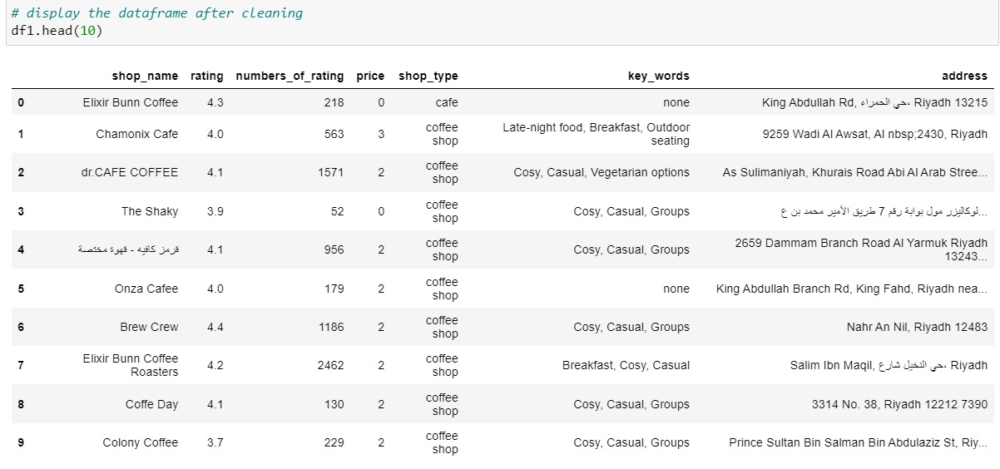 # display the dataframe after cleaning
df1.head(10)
shop_name rating numbers_of_rating price shop_type key_words address
0 Elixir Bunn Coffee 4.3 218 0 cafe none King Abdullah Rd, حي الحمراء، Riyadh 13215
1 Chamonix Cafe 4.0 563 3 coffee shop Late-night food, Breakfast, Outdoor seating 9259 Wadi Al Awsat, Al nbsp;2430, Riyadh
2 dr.CAFE COFFEE 4.1 1571 2 coffee shop Cosy, Casual, Vegetarian options As Sulimaniyah, Khurais Road Abi Al Arab Stree...
3 The Shaky 3.9 52 0 coffee shop Cosy, Casual, Groups لوكاليزر مول بوابة رقم 7 طريق الأمير محمد بن ع...
4 قرمز كافيه - قهوة مختصة 4.1 956 2 coffee shop Cosy, Casual, Groups 2659 Dammam Branch Road Al Yarmuk Riyadh 13243...
5 Onza Cafee 4.0 179 2 coffee shop none King Abdullah Branch Rd, King Fahd, Riyadh nea...
6 Brew Crew 4.4 1186 2 coffee shop Cosy, Casual, Groups Nahr An Nil, Riyadh 12483
7 Elixir Bunn Coffee Roasters 4.2 2462 2 coffee shop Breakfast, Cosy, Casual Salim Ibn Maqil, حي النخيل شارع، Riyadh
8 Coffe Day 4.1 130 2 coffee shop Cosy, Casual, Groups 3314 No. 38, Riyadh 12212 7390
9 Colony Coffee 3.7 229 2 coffee shop Cosy, Casual, Groups Prince Sultan Bin Salman Bin Abdulaziz St, Riy...